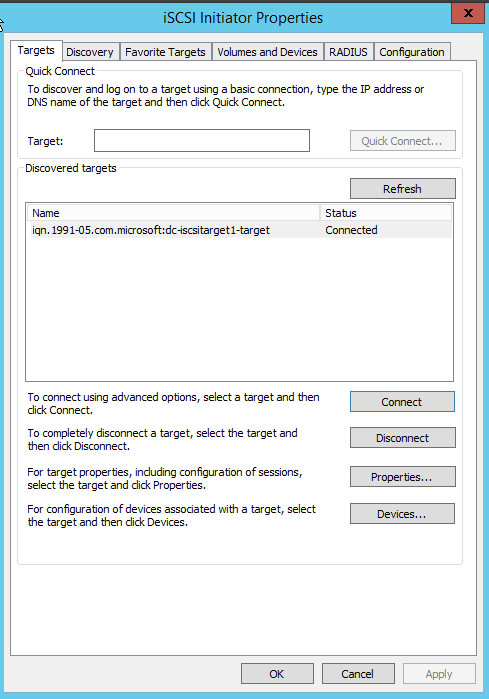 iSCSI Initiator Properties
x
Targets Discovery Favorite Targets Volumes and Devices RADIUS Configuration
Quick Connect
To discover and log on to a target using a basic connection, type the IP address or
DNS name of the target and then click Quick Connect.
Target:
Quick Connect...
Discovered targets
Refresh
Name Status
iqn.1991-05.com.microsoft:dc-iscsitarget1-target Connected
To connect using advanced options, select a target and then
click Connect.
Connect
To completely disconnect a target, select the target and
then click Disconnect.
Disconnect
For target properties, including configuration of sessions,
select the target and click Properties.
Properties...
For configuration of devices associated with a target, select
the target and then click Devices.
Devices...
OK Cancel Apply